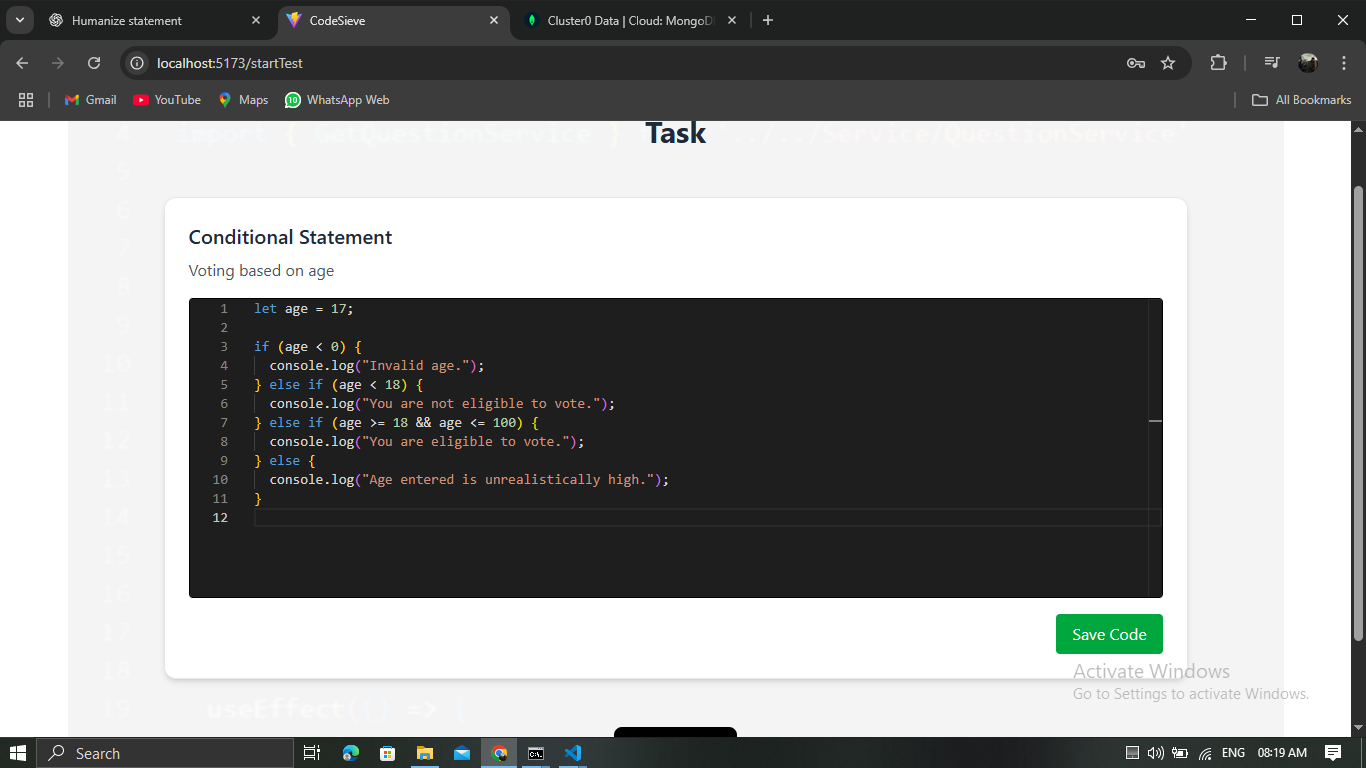 Humanize statement
CodeSieve
Cluster0 Data | Cloud: MongoD
localhost:5173/startTest
Gmail
YouTube
Maps
10
WhatsApp Web
All Bookmarks
4 import { GetQuestionService } '../../Service/QuestionService'
Task
5
6
7
8
9
10
11
12
13
14
15
16
17
18
19 useEffect(() => {
Conditional Statement
Voting based on age
1 let age = 17;
2
3 if (age < 0) {
4 console.log("Invalid age.");
5 } else if (age < 18) {
6 console.log("You are not eligible to vote.");
7 } else if (age >= 18 && age <= 100) {
8 console.log("You are eligible to vote.");
9 } else {
10 console.log("Age entered is unrealistically high.");
11 }
12
Save Code
Activate Windows
Go to Settings to activate Windows.
Search
ENG
08:19 AM